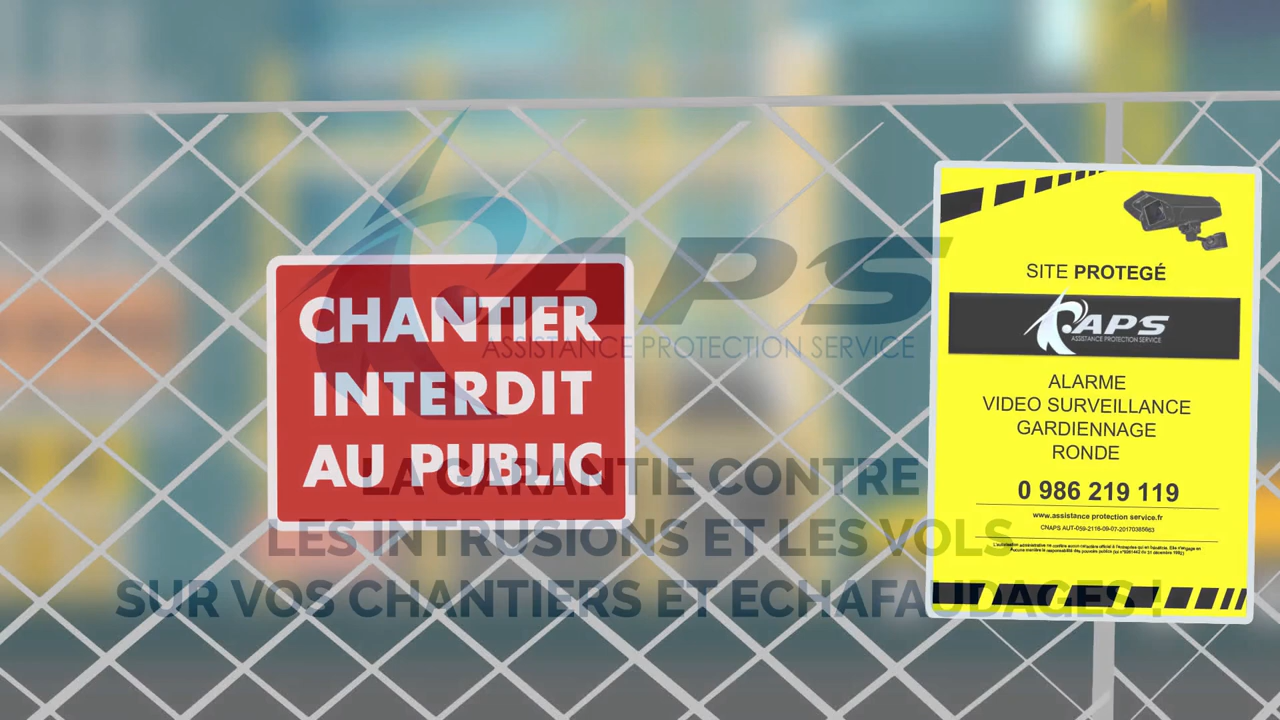 CHANTIER
INTERDIT
AU PUBLIC
APS
ASSISTANCE PROTECTION SERVICE
LA GARANTIE CONTRE
LES INTRUSIONS ET LES VOLS
SUR VOS CHANTIERS ET ECHAFAUDAGES !
SITE PROTEGÉ
APS
ASSISTANCE PROTECTION SERVICE
ALARME
VIDEO SURVEILLANCE
GARDIENNAGE
RONDE
0 986 219 119
www.assistance protection service.fr